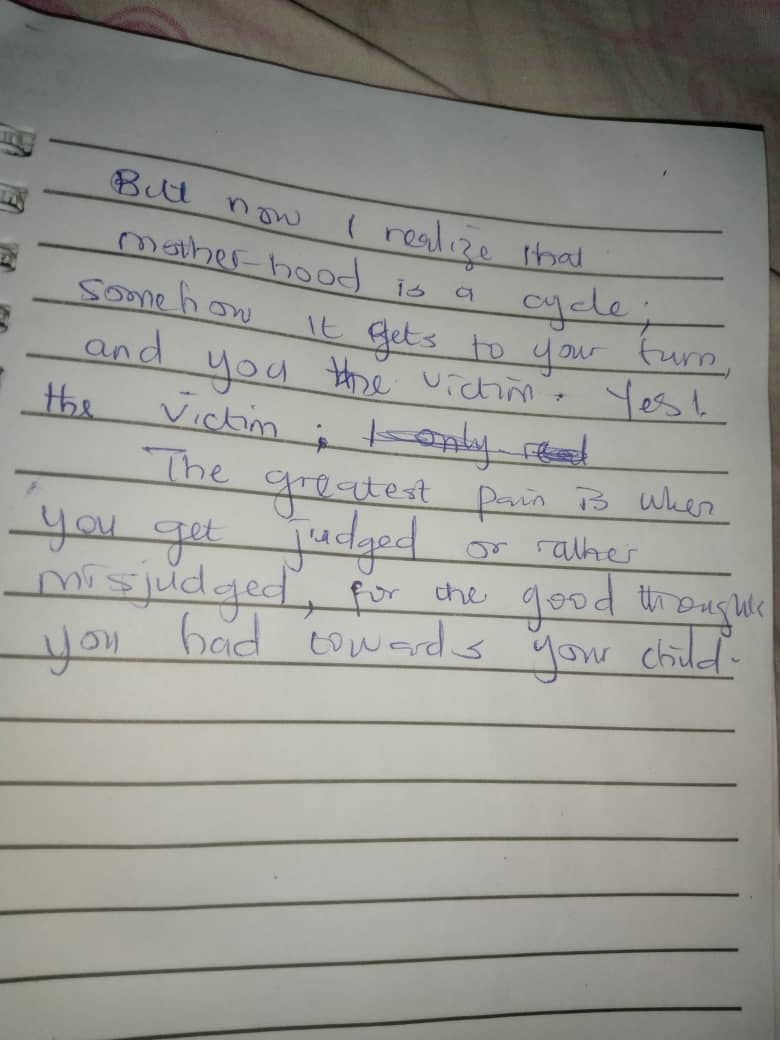 But now I realize that
mother-hood is a cycle;
somehow it gets to your turn,
and you the victim. Yes!
the victim; I only read
The greatest pain is when
you get judged or rather
misjudged, for the good thoughts
you had towards your child.